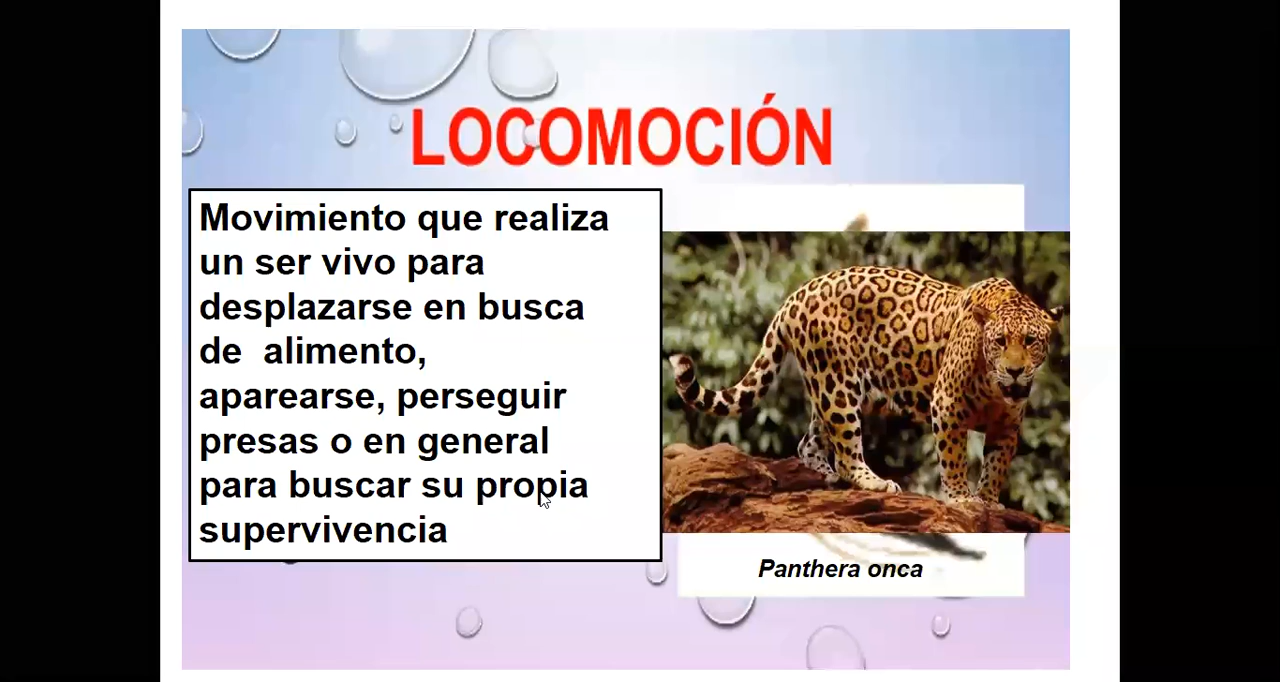 LOCOMOCIÓN
Movimiento que realiza
un ser vivo para
desplazarse en busca
de alimento,
aparearse, perseguir
presas o en general
para buscar su propia
supervivencia
Panthera onca